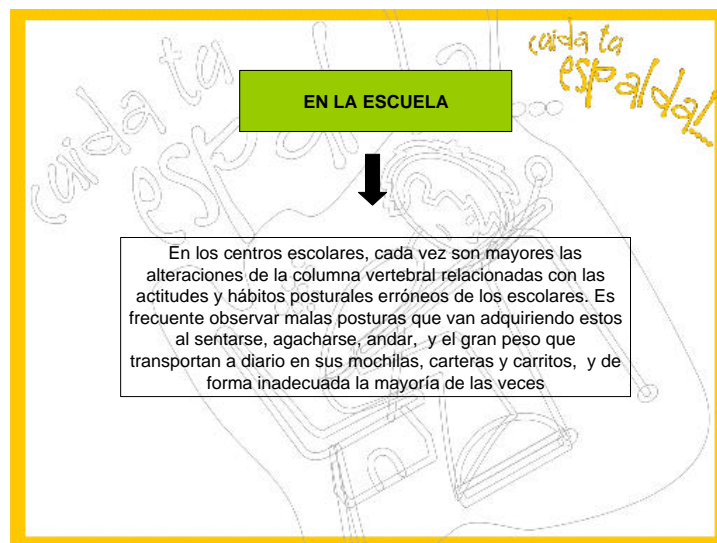 cuida ta
espalda!...
cuida tu
espalda!
EN LA ESCUELA
En los centros escolares, cada vez son mayores las
alteraciones de la columna vertebral relacionadas con las
actitudes y hábitos posturales erróneos de los escolares. Es
frecuente observar malas posturas que van adquiriendo estos
al sentarse, agacharse, andar, y el gran peso que
transportan a diario en sus mochilas, carteras y carritos, y de
forma inadecuada la mayoría de las veces